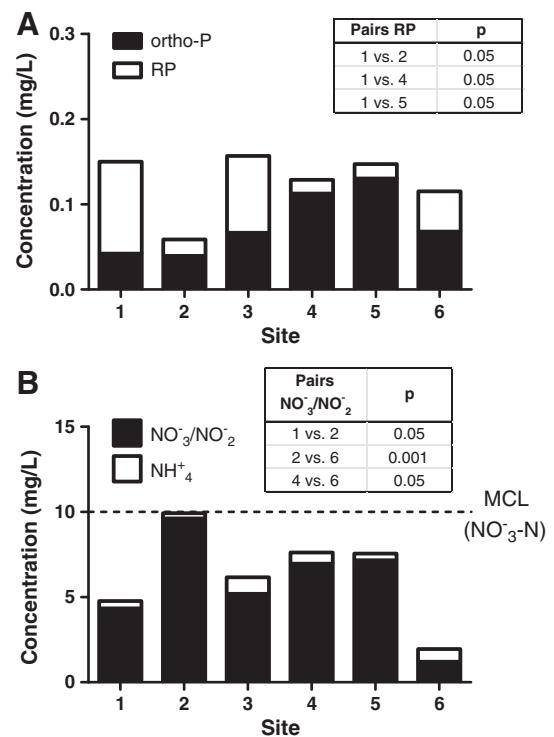 A
Concentration (mg/L)
0.3
0.2
0.1
0.0
ortho-P
RP
Pairs RP p
1 vs. 2 0.05
1 vs. 4 0.05
1 vs. 5 0.05
1 2 3 4 5 6
Site
B
Concentration (mg/L)
15
10
5
0
NO⁻₃/NO⁻₂
NH⁺₄
Pairs
NO⁻₃/NO⁻₂ p
1 vs. 2 0.05
2 vs. 6 0.001
4 vs. 6 0.05
MCL
(NO⁻₃-N)
1 2 3 4 5 6
Site